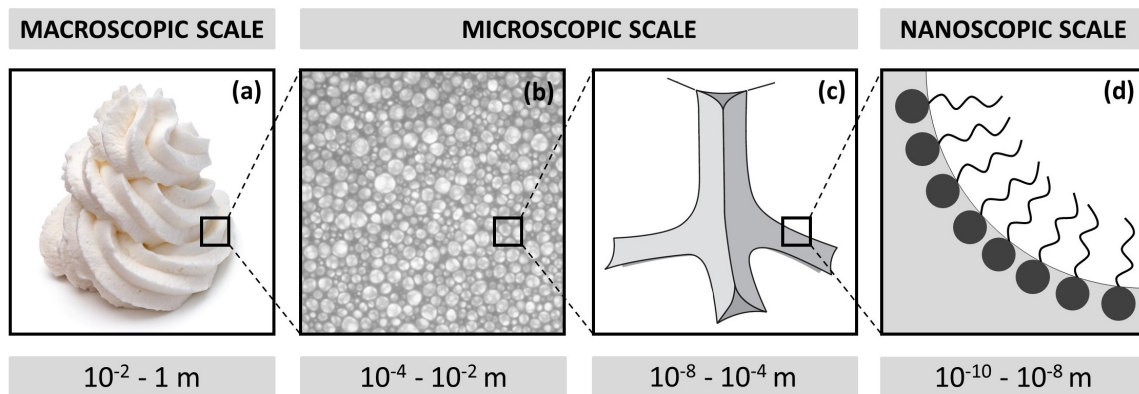 MACROSCOPIC SCALE
MICROSCOPIC SCALE
NANOSCOPIC SCALE
(a)
(b)
(c)
(d)
10⁻² - 1 m
10⁻⁴ - 10⁻² m
10⁻⁸ - 10⁻⁴ m
10⁻¹⁰ - 10⁻⁸ m